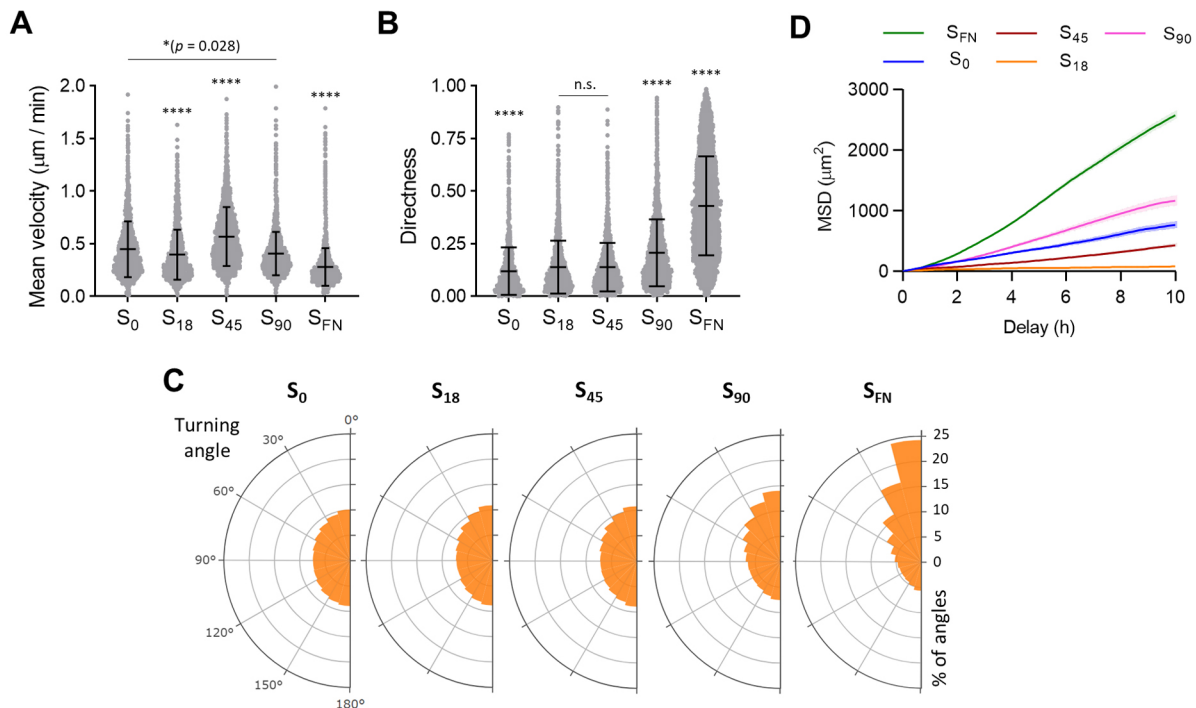 A
*(p = 0.028)
****
****
****
Mean velocity (µm / min)
2.0
1.5
1.0
0.5
0.0
S0 S18 S45 S90 SFN
B
****
n.s.
****
****
Directness
1.00
0.75
0.50
0.25
0.00
S0 S18 S45 S90 SFN
D
SFN S45 S90
S0 S18
MSD (µm²)
3000
2000
1000
0
0 2 4 6 8 10
Delay (h)
C
S0 S18 S45 S90 SFN
Turning
angle
0°
30°
60°
90°
120°
150°
180°
25
20
15
10
5
0
% of angles